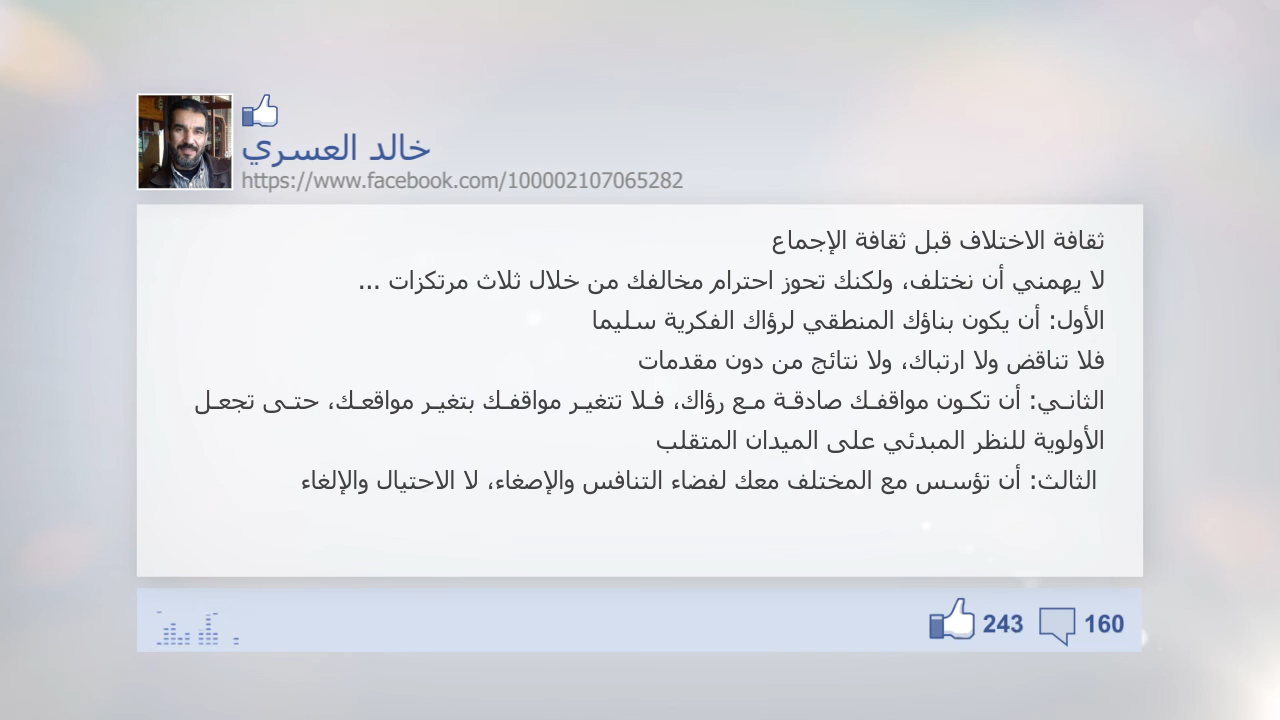 خالد العسري
https://www.facebook.com/100002107065282
ثقافة الاختلاف قبل ثقافة الإجماع
لا يهمني أن نختلف، ولكنك تحوز احترام مخالفك من خلال ثلاث مرتكزات ...
الأول: أن يكون بناؤك المنطقي لرؤاك الفكرية سليما
فلا تناقض ولا ارتباك، ولا نتائج من دون مقدمات
الثاني: أن تكون مواقفك صادقة مع رؤاك، فلا تتغير مواقفك بتغير مواقعك، حتى تجعل
الأولوية للنظر المبدئي على الميدان المتقلب
الثالث: أن تؤسس مع المختلف معك لفضاء التنافس والإصغاء، لا الاحتيال والإلغاء
243 160